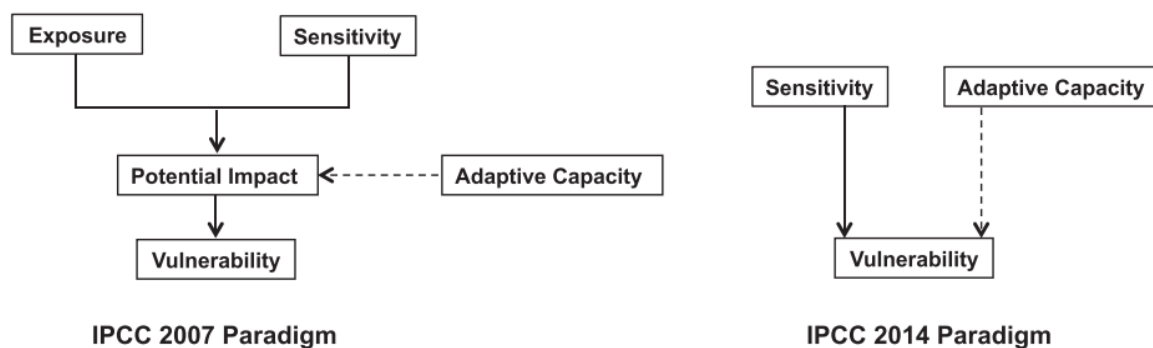 Exposure
Sensitivity
Potential Impact
Adaptive Capacity
Vulnerability
IPCC 2007 Paradigm
Sensitivity
Adaptive Capacity
Vulnerability
IPCC 2014 Paradigm